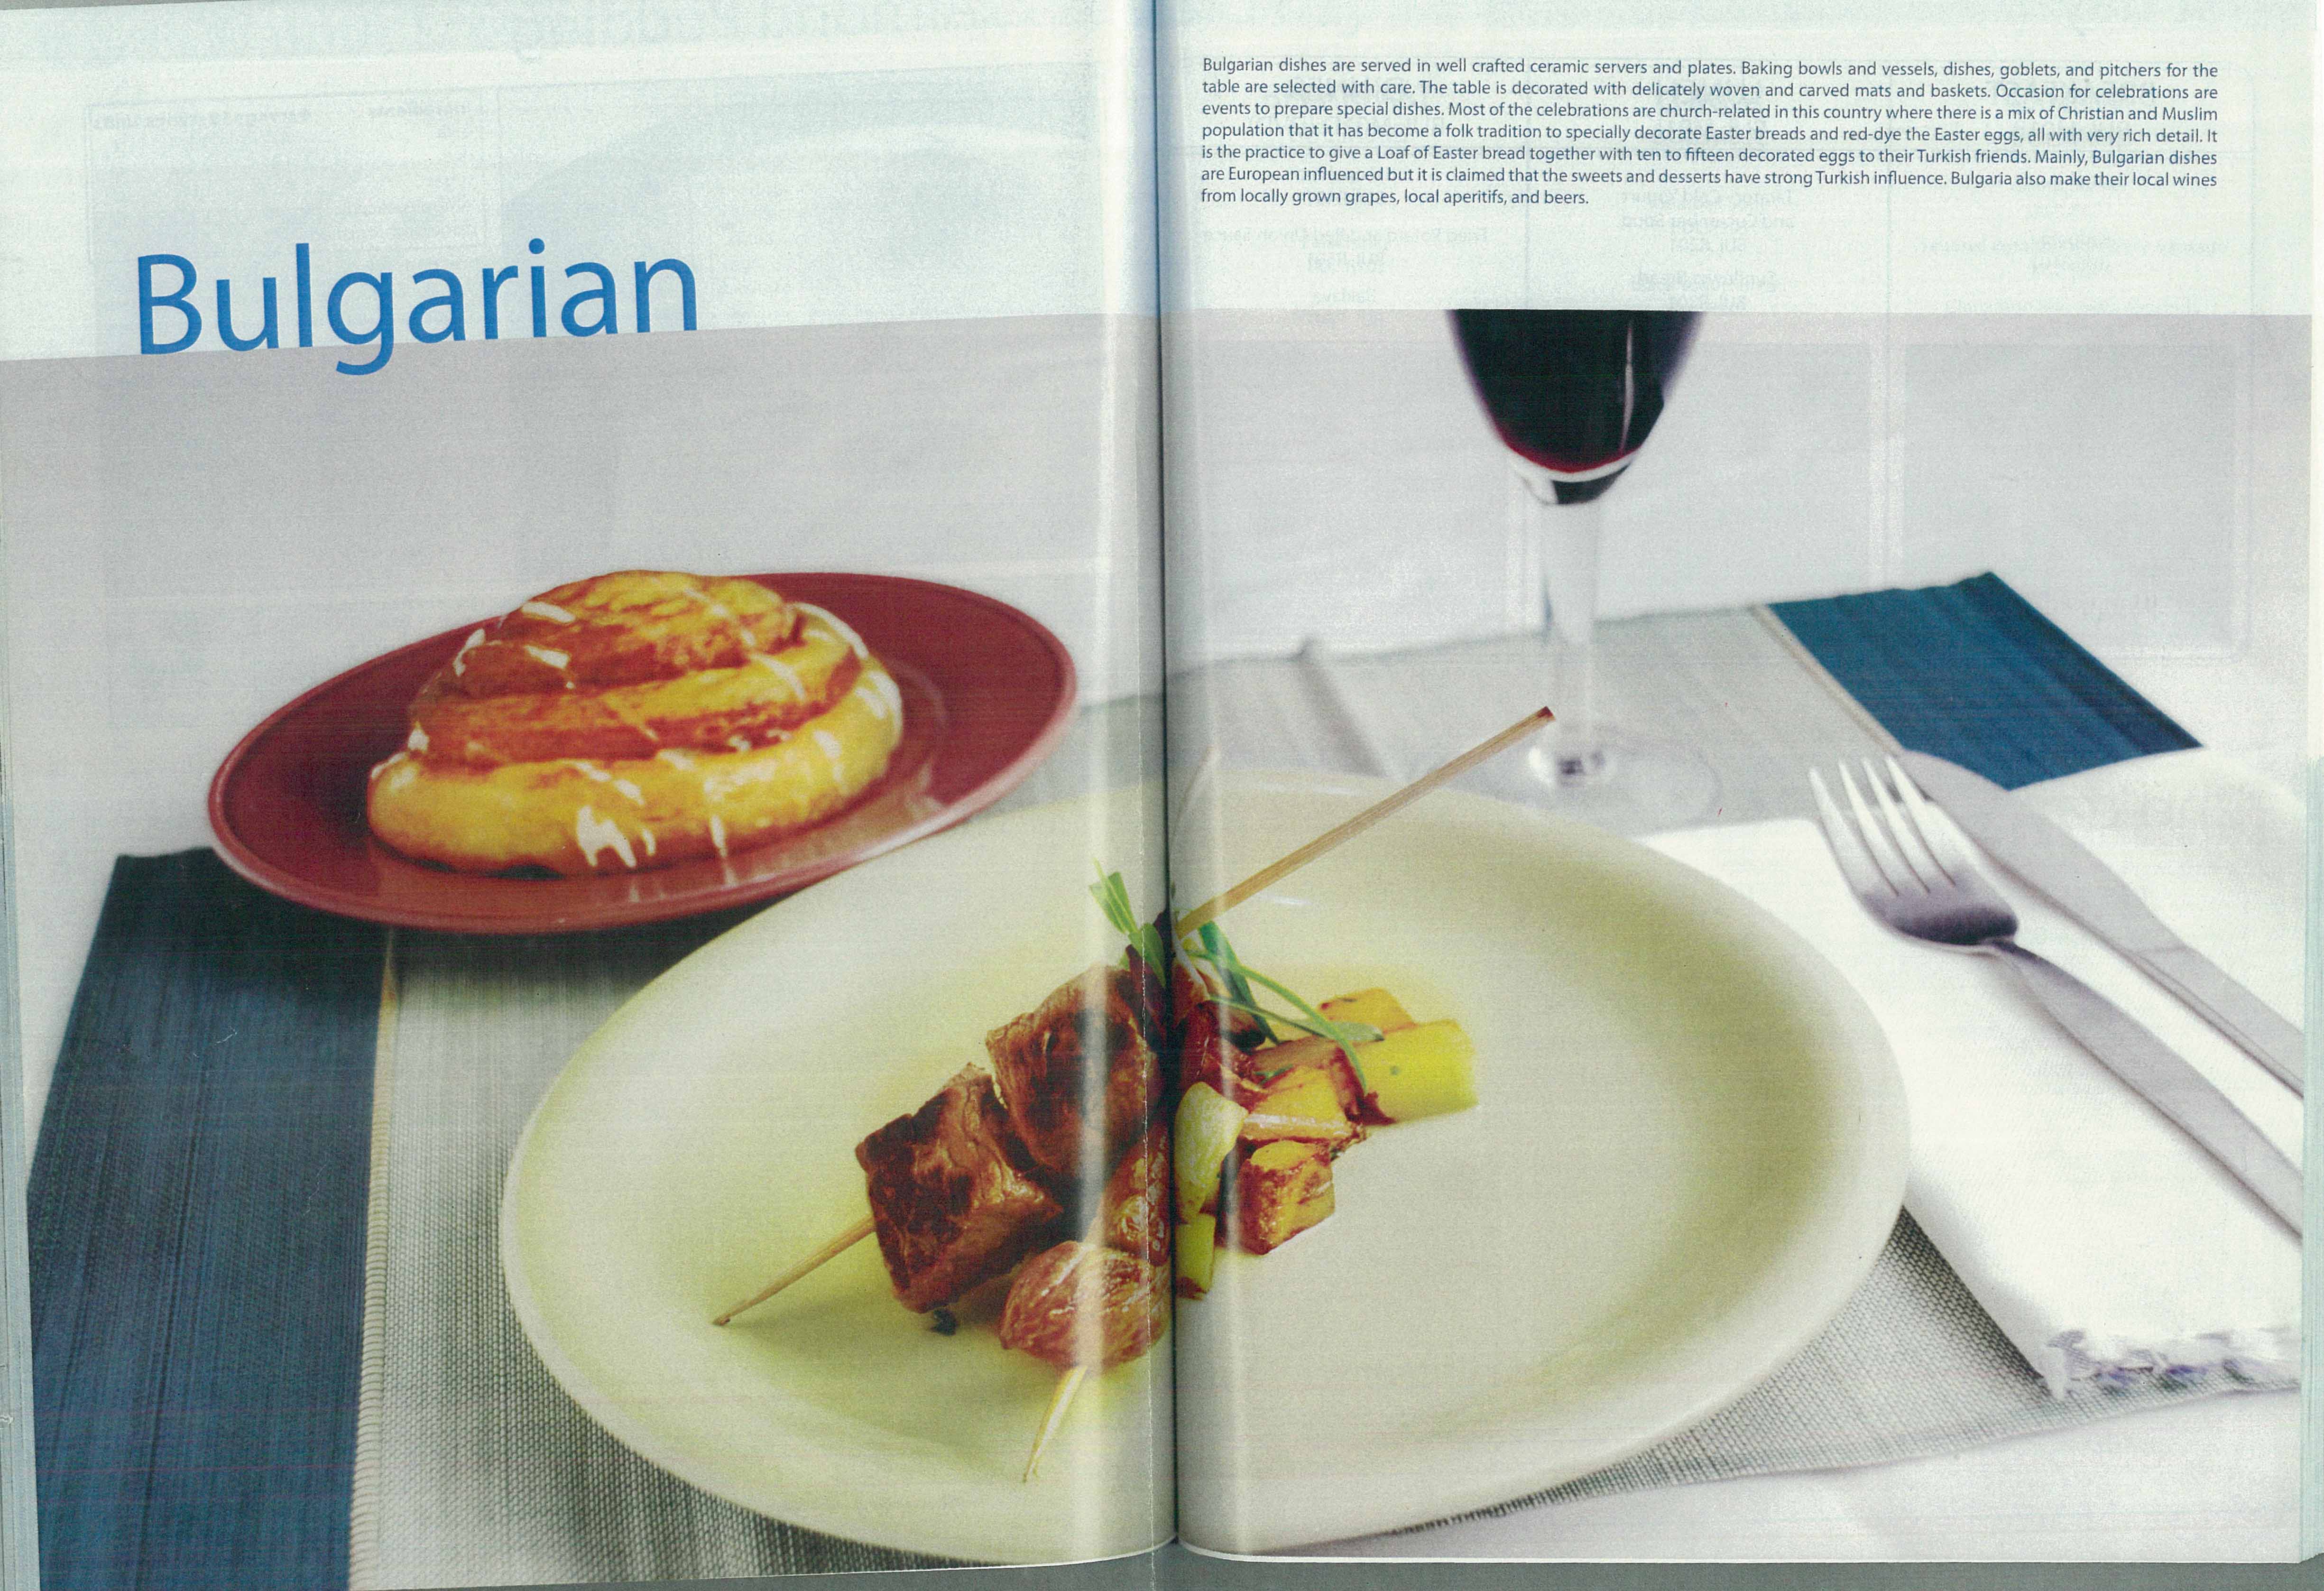 Bulgarian
Bulgarian dishes are served in well crafted ceramic servers and plates. Baking bowls and vessels, dishes, goblets, and pitchers for the
table are selected with care. The table is decorated with delicately woven and carved mats and baskets. Occasion for celebrations are
events to prepare special dishes. Most of the celebrations are church-related in this country where there is a mix of Christian and Muslim
population that it has become a folk tradition to specially decorate Easter breads and red-dye the Easter eggs, all with very rich detail. It
is the practice to give a Loaf of Easter bread together with ten to fifteen decorated eggs to their Turkish friends. Mainly, Bulgarian dishes
are European influenced but it is claimed that the sweets and desserts have strong Turkish influence. Bulgaria also make their local wines
from locally grown grapes, local aperitifs, and beers.